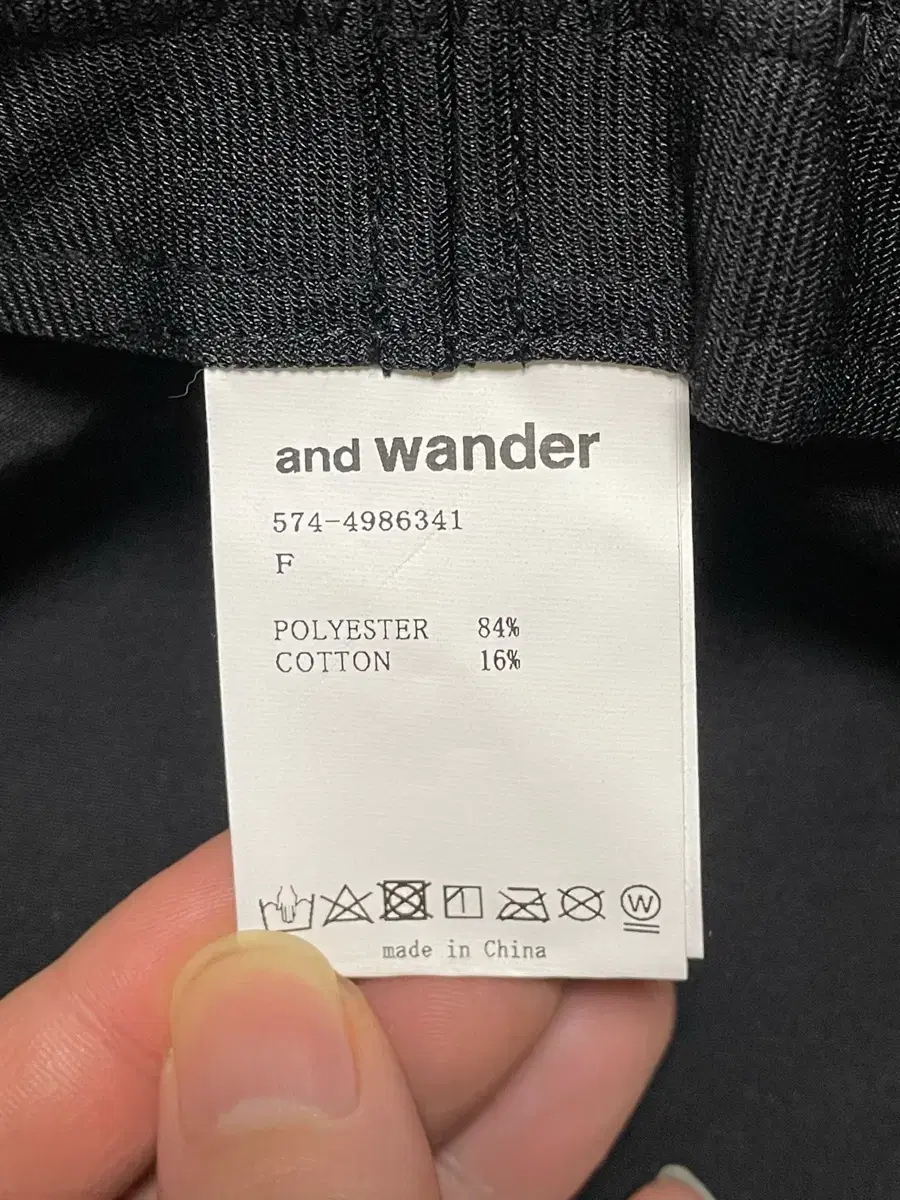 and wander
574-4986341
F
POLYESTER 84%
COTTON 16%
W
made in China